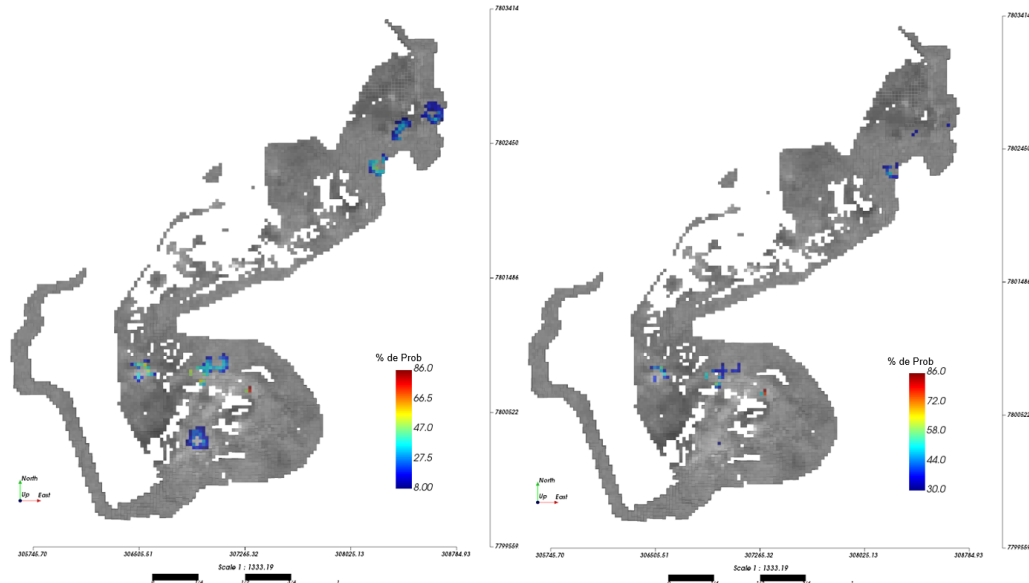 7803414
7802450
7801486
7800522
7799559
% de Prob
86.0
66.5
47.0
27.5
8.00
North
Up East
305745.70 306505.51 307265.32 308025.13 308784.93
Scale 1 : 1333.19
7803414
7802450
7801486
7800522
7799559
% de Prob
86.0
72.0
58.0
44.0
30.0
North
Up East
305745.70 306505.51 307265.32 308025.13 308784.93
Scale 1 : 1333.19